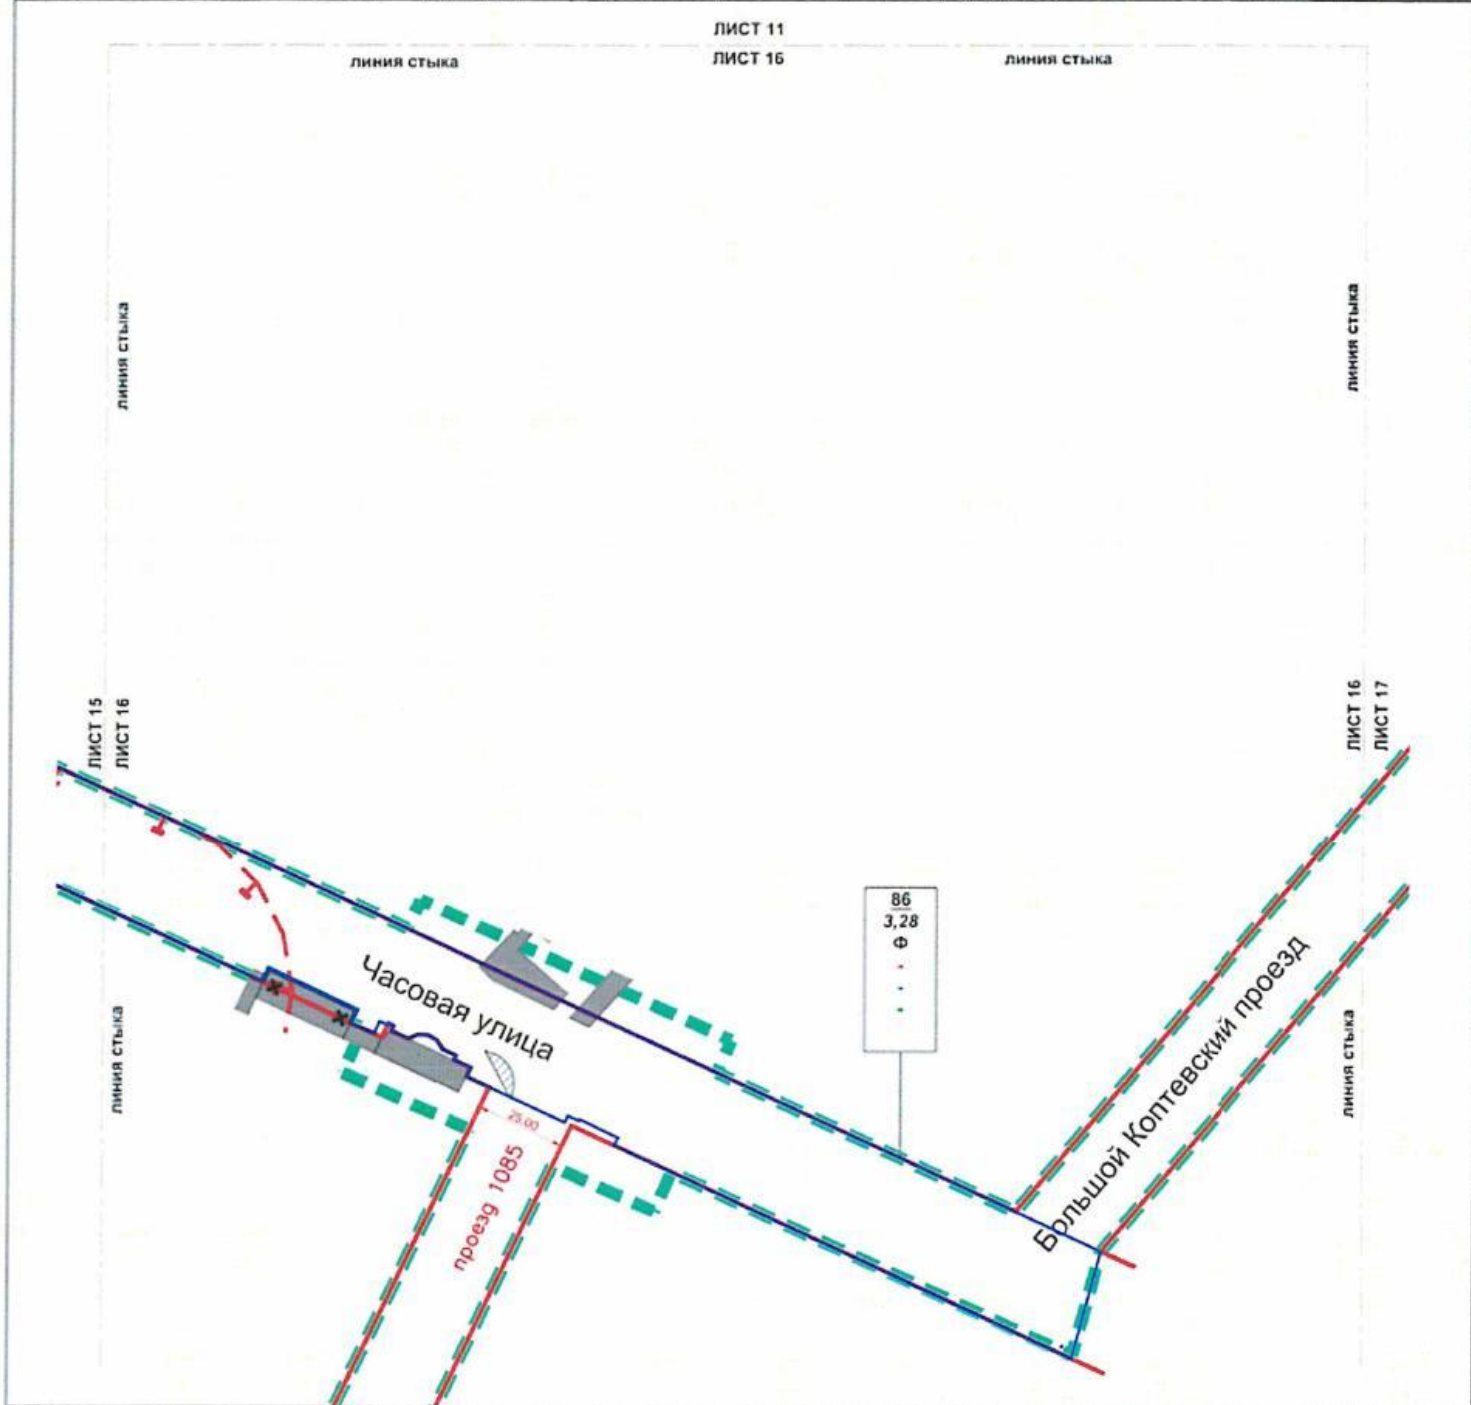 ЛИСТ 11
линия стыка
ЛИСТ 16
линия стыка
линия стыка
линия стыка
ЛИСТ 15
ЛИСТ 16
ЛИСТ 16
ЛИСТ 17
86
3,28
Ф
Часовая улица
Большой Коптевский проезд
линия стыка
линия стыка
25.00
проезд 1085